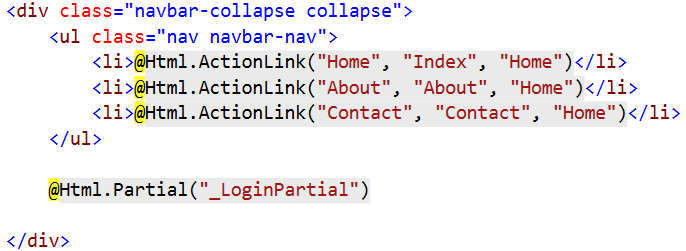 <div class="navbar-collapse collapse">
    <ul class="nav navbar-nav">
        <li>@Html.ActionLink("Home", "Index", "Home")</li>
        <li>@Html.ActionLink("About", "About", "Home")</li>
        <li>@Html.ActionLink("Contact", "Contact", "Home")</li>
    </ul>
    @Html.Partial("_LoginPartial")
</div>